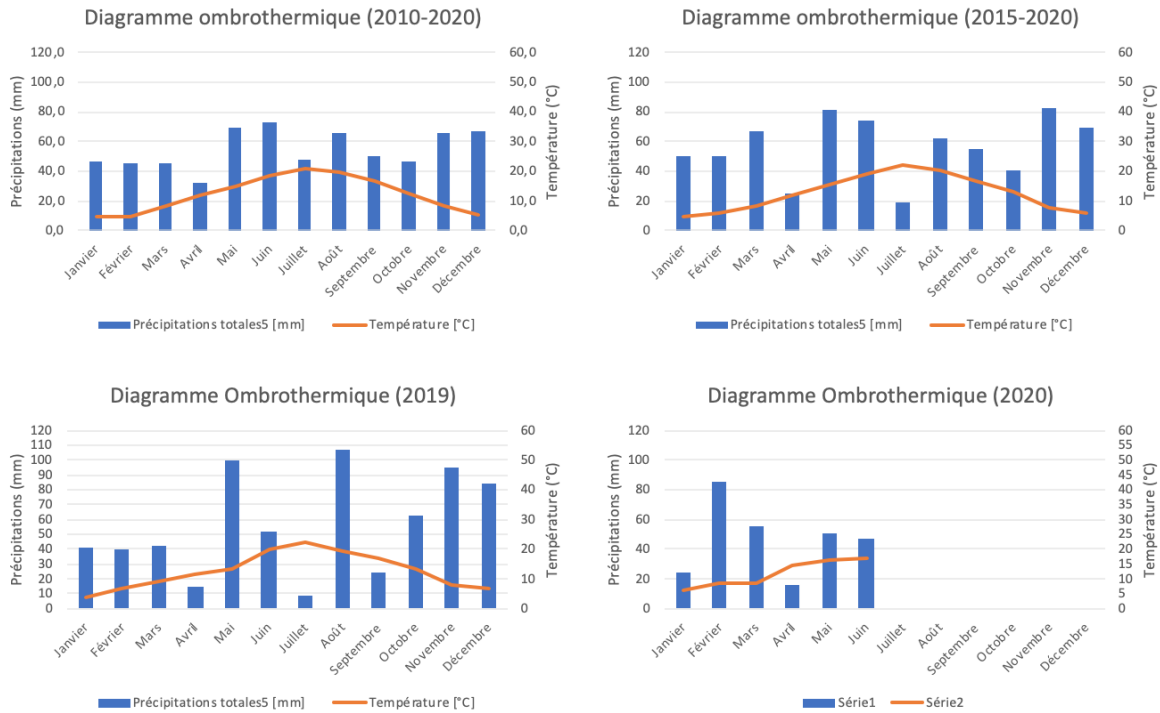 Diagramme ombrothermique (2010-2020)
Précipitations (mm)
120,0
100,0
80,0
60,0
40,0
20,0
0,0
60,0
50,0
40,0
30,0
20,0
10,0
0,0
Température (°C)
Janvier
Février
Mars
Avril
Mai
Juin
Juillet
Août
Septembre
Octobre
Novembre
Décembre
Précipitations totales5 [mm]
Température [°C]
Diagramme ombrothermique (2015-2020)
Précipitations (mm)
120
100
80
60
40
20
0
60
50
40
30
20
10
0
Température (°C)
Janvier
Février
Mars
Avril
Mai
Juin
Juillet
Août
Septembre
Octobre
Novembre
Décembre
Précipitations totales5 [mm]
Température [°C]
Diagramme Ombrothermique (2019)
Précipitations (mm)
120
110
100
90
80
70
60
50
40
30
20
10
0
60
50
40
30
20
10
0
Température (°C)
Janvier
Février
Mars
Avril
Mai
Juin
Juillet
Août
Septembre
Octobre
Novembre
Décembre
Précipitations totales5 [mm]
Température [°C]
Diagramme Ombrothermique (2020)
Précipitations (mm)
120
100
80
60
40
20
0
60
55
50
45
40
35
30
25
20
15
10
5
0
Température (°C)
Janvier
Février
Mars
Avril
Mai
Juin
Juillet
Août
Septembre
Octobre
Novembre
Décembre
Série1
Série2